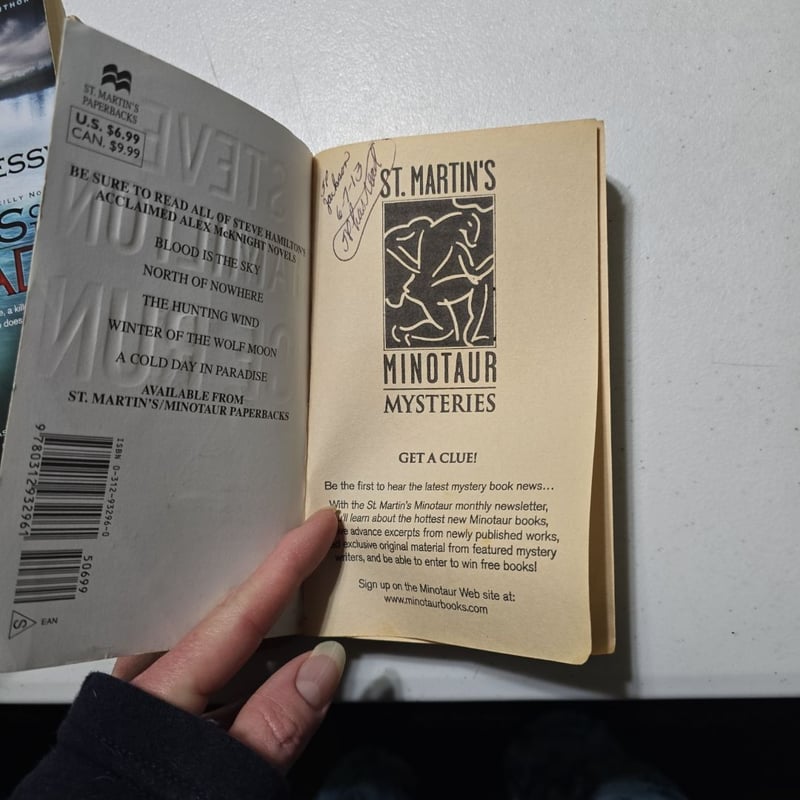 ST. MARTIN'S
PAPERBACKS
U.S. $6.99
CAN. $9.99
BE SURE TO READ ALL OF STEVE HAMILTON'S
ACCLAIMED ALEX McKNIGHT NOVELS
BLOOD IS THE SKY
NORTH OF NOWHERE
THE HUNTING WIND
WINTER OF THE WOLF MOON
A COLD DAY IN PARADISE
AVAILABLE FROM
ST. MARTIN'S/MINOTAUR PAPERBACKS
ISBN 0-312-93296-0
9780312932961
50699
S
EAN
Jackson
6-7-13
ST. MARTIN'S
MINOTAUR
MYSTERIES
GET A CLUE!
Be the first to hear the latest mystery book news…
With the St. Martin's Minotaur monthly newsletter,
learn about the hottest new Minotaur books,
advance excerpts from newly published works,
exclusive original material from featured mystery
writers, and be able to enter to win free books!
Sign up on the Minotaur Web site at:
www.minotaurbooks.com